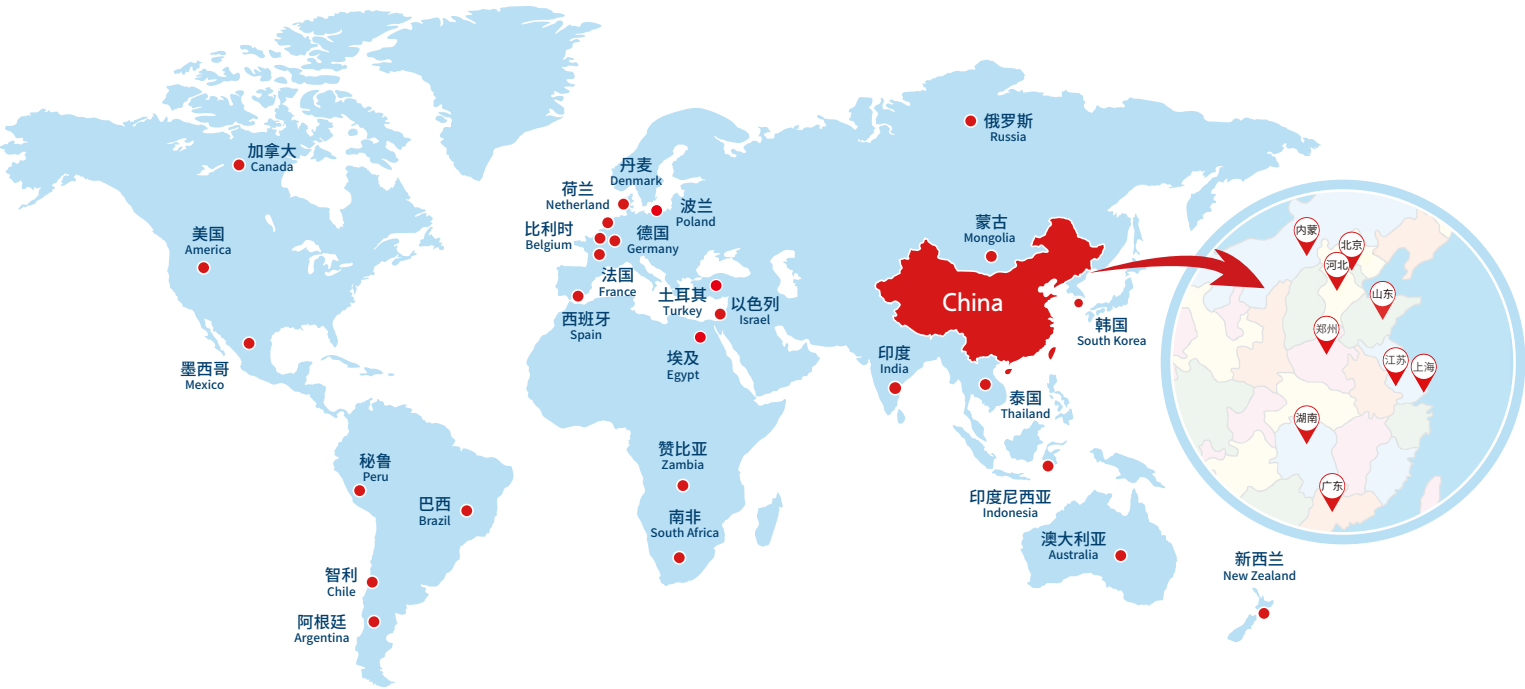 加拿大
Canada
美国
America
墨西哥
Mexico
秘鲁
Peru
巴西
Brazil
智利
Chile
阿根廷
Argentina
丹麦
Denmark
荷兰
Netherland
波兰
Poland
比利时
Belgium
德国
Germany
法国
France
西班牙
Spain
土耳其
Turkey
以色列
Israel
埃及
Egypt
赞比亚
Zambia
南非
South Africa
俄罗斯
Russia
蒙古
Mongolia
China
韩国
South Korea
印度
India
泰国
Thailand
印度尼西亚
Indonesia
澳大利亚
Australia
新西兰
New Zealand
内蒙
北京
河北
山东
郑州
江苏
上海
湖南
广东